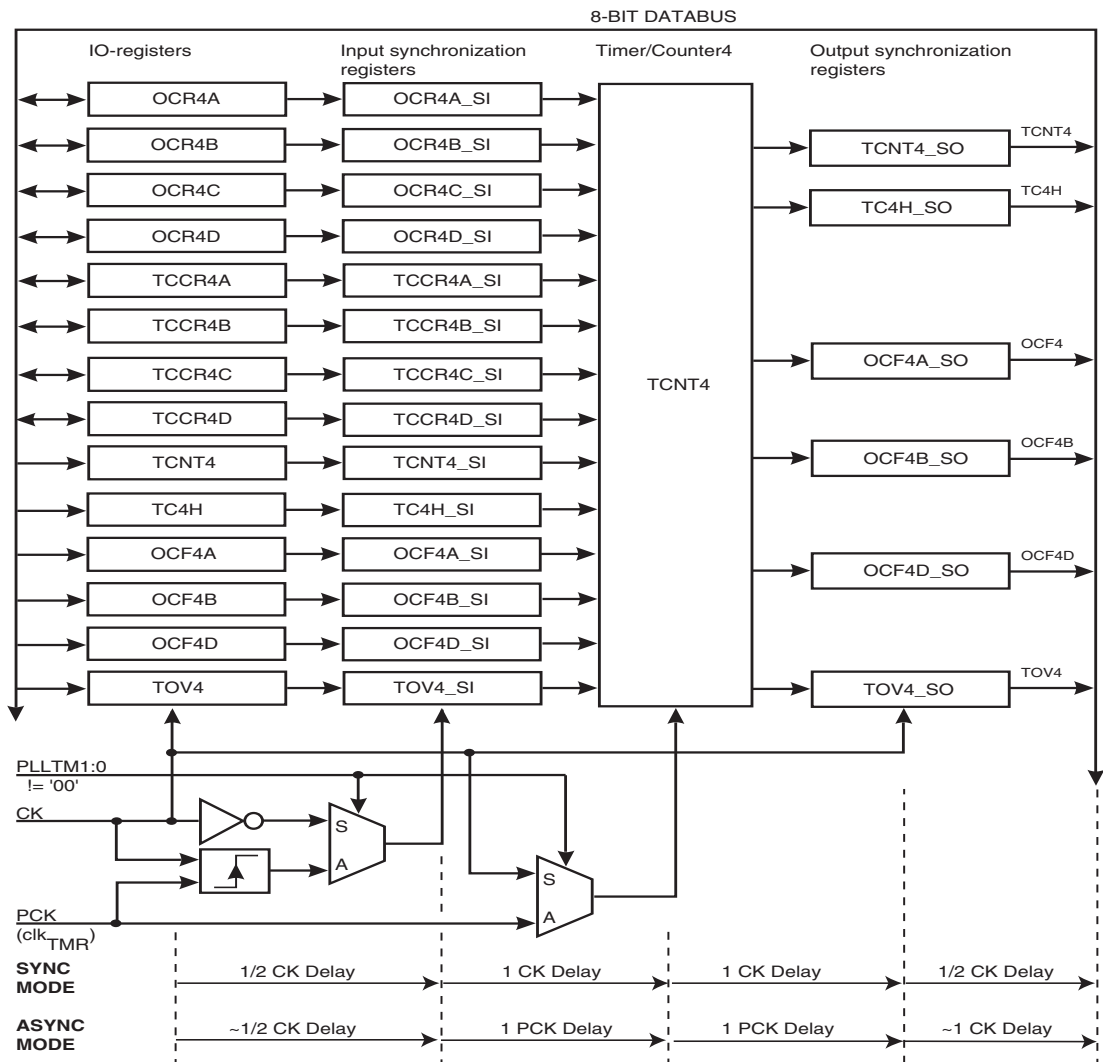 8-BIT DATABUS
IO-registers
Input synchronization
registers
Timer/Counter4
Output synchronization
registers
OCR4A
OCR4A_SI
OCR4B
OCR4B_SI
OCR4C
OCR4C_SI
OCR4D
OCR4D_SI
TCCR4A
TCCR4A_SI
TCCR4B
TCCR4B_SI
TCCR4C
TCCR4C_SI
TCCR4D
TCCR4D_SI
TCNT4
TCNT4_SI
TC4H
TC4H_SI
OCF4A
OCF4A_SI
OCF4B
OCF4B_SI
OCF4D
OCF4D_SI
TOV4
TOV4_SI
TCNT4
TCNT4_SO
TCNT4
TC4H_SO
TC4H
OCF4A_SO
OCF4
OCF4B_SO
OCF4B
OCF4D_SO
OCF4D
TOV4_SO
TOV4
PLLTM1:0
!= '00'
CK
S
A
S
A
PCK
(clkTMR)
SYNC
MODE
1/2 CK Delay
1 CK Delay
1 CK Delay
1/2 CK Delay
ASYNC
MODE
~1/2 CK Delay
1 PCK Delay
1 PCK Delay
~1 CK Delay